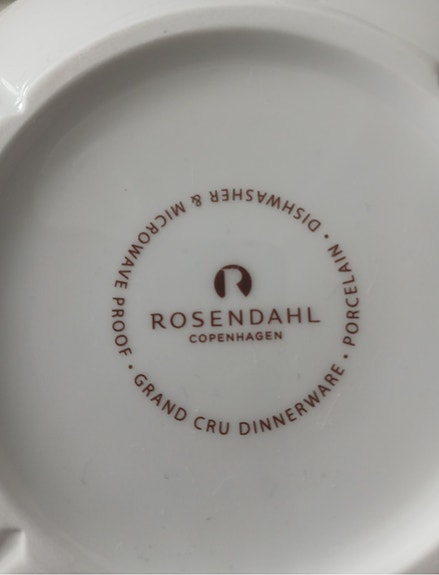 R
ROSENDAHL
COPENHAGEN
GRAND CRU DINNERWARE • PORCELAIN • DISHWASHER & MICROWAVE PROOF •